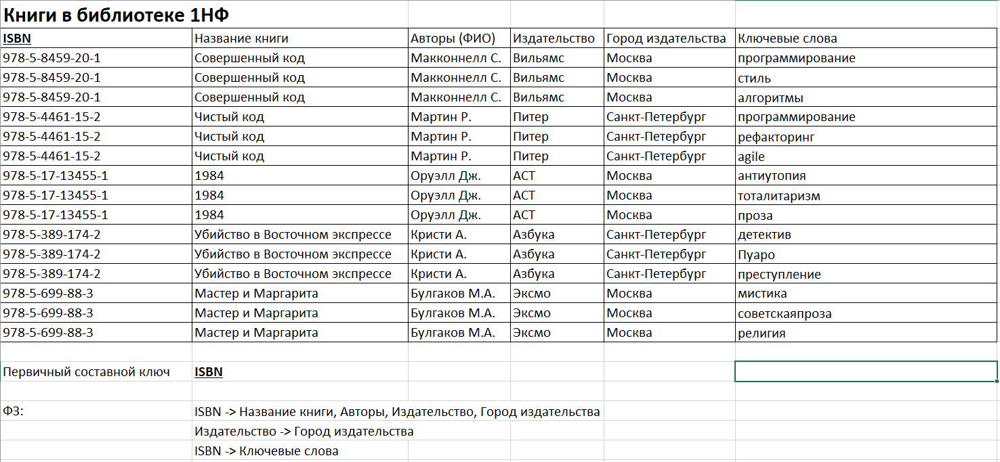 Книги в библиотеке 1НФ
ISBN Название книги Авторы (ФИО) Издательство Город издательства Ключевые слова
978-5-8459-20-1 Совершенный код Макконнелл С. Вильямс Москва программирование
978-5-8459-20-1 Совершенный код Макконнелл С. Вильямс Москва стиль
978-5-8459-20-1 Совершенный код Макконнелл С. Вильямс Москва алгоритмы
978-5-4461-15-2 Чистый код Мартин Р. Питер Санкт-Петербург программирование
978-5-4461-15-2 Чистый код Мартин Р. Питер Санкт-Петербург рефакторинг
978-5-4461-15-2 Чистый код Мартин Р. Питер Санкт-Петербург agile
978-5-17-13455-1 1984 Оруэлл Дж. АСТ Москва антиутопия
978-5-17-13455-1 1984 Оруэлл Дж. АСТ Москва тоталитаризм
978-5-17-13455-1 1984 Оруэлл Дж. АСТ Москва проза
978-5-389-174-2 Убийство в Восточном экспрессе Кристи А. Азбука Санкт-Петербург детектив
978-5-389-174-2 Убийство в Восточном экспрессе Кристи А. Азбука Санкт-Петербург Пуаро
978-5-389-174-2 Убийство в Восточном экспрессе Кристи А. Азбука Санкт-Петербург преступление
978-5-699-88-3 Мастер и Маргарита Булгаков М.А. Эксмо Москва мистика
978-5-699-88-3 Мастер и Маргарита Булгаков М.А. Эксмо Москва советскаяпроза
978-5-699-88-3 Мастер и Маргарита Булгаков М.А. Эксмо Москва религия
Первичный составной ключ ISBN
ФЗ: ISBN -> Название книги, Авторы, Издательство, Город издательства
Издательство -> Город издательства
ISBN -> Ключевые слова